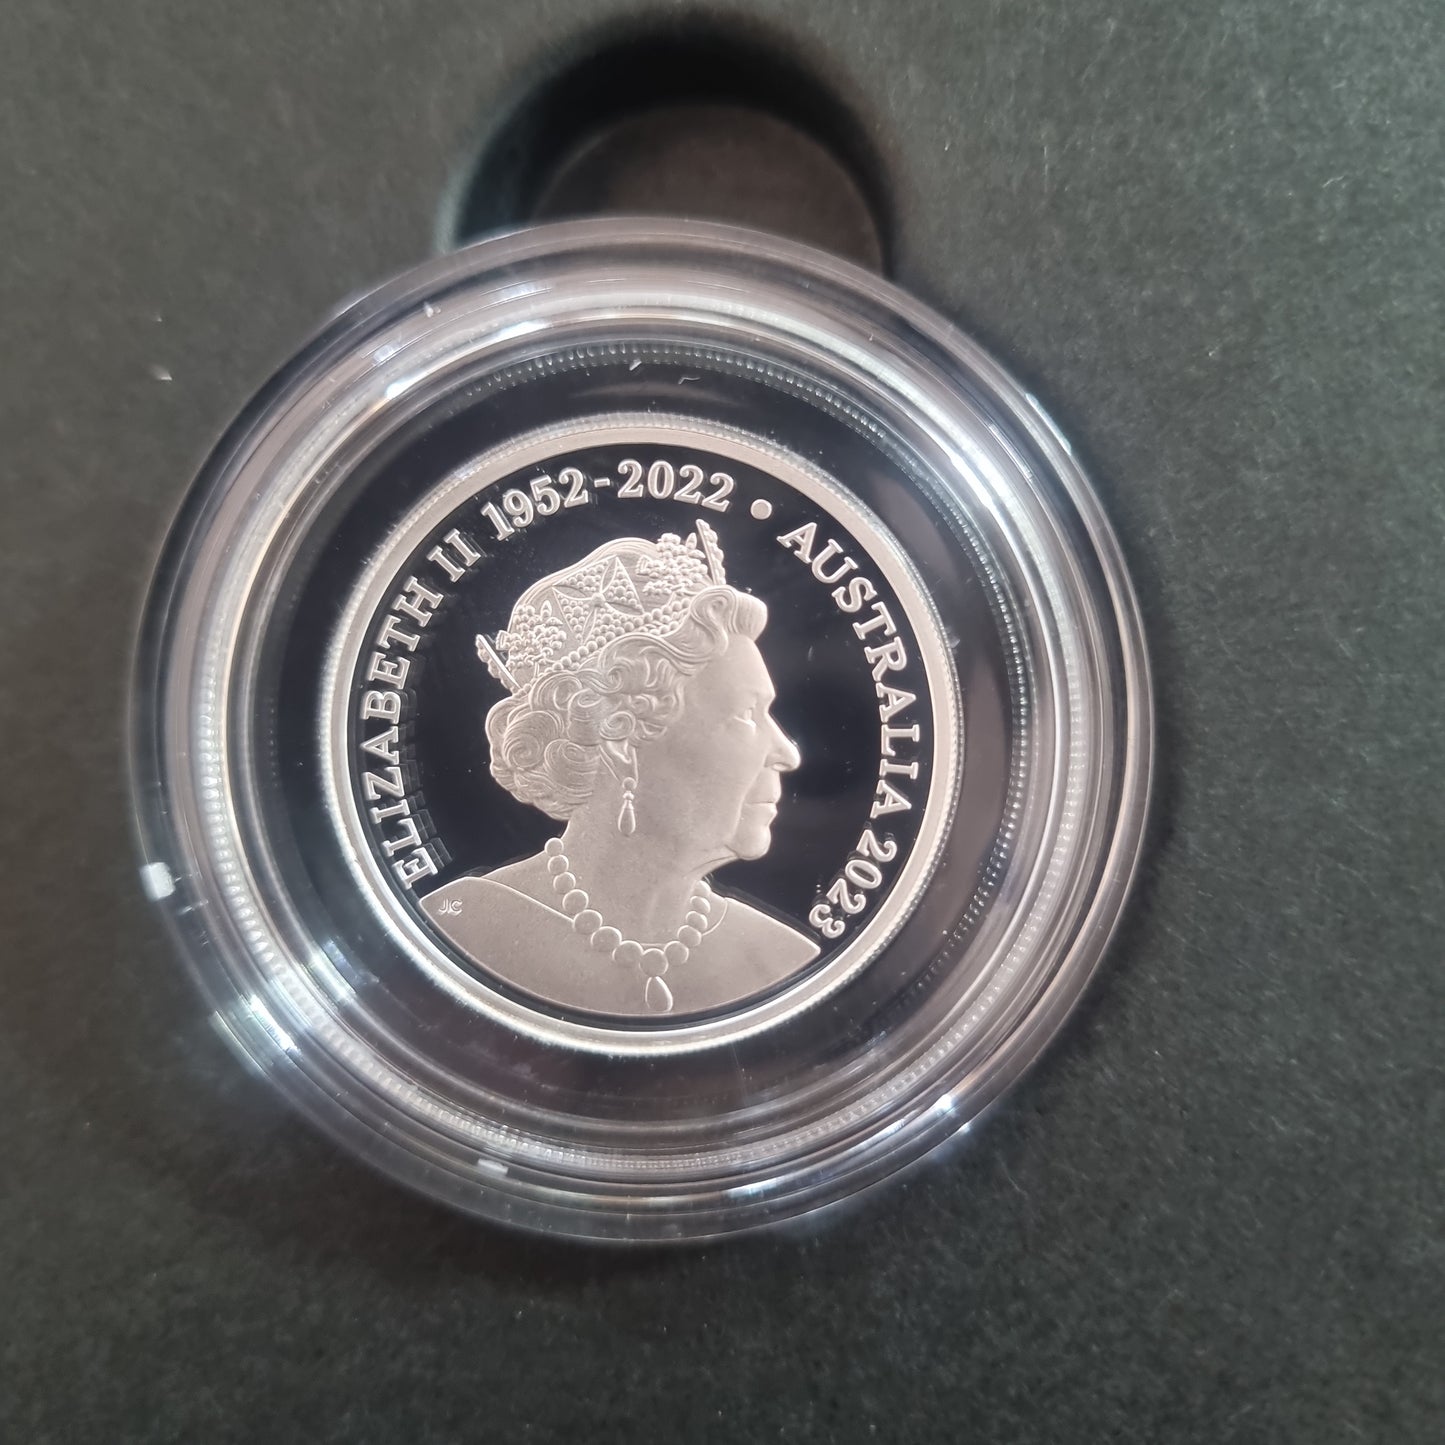 ELIZABETH II 1952-2022 • AUSTRALIA 2023
JC